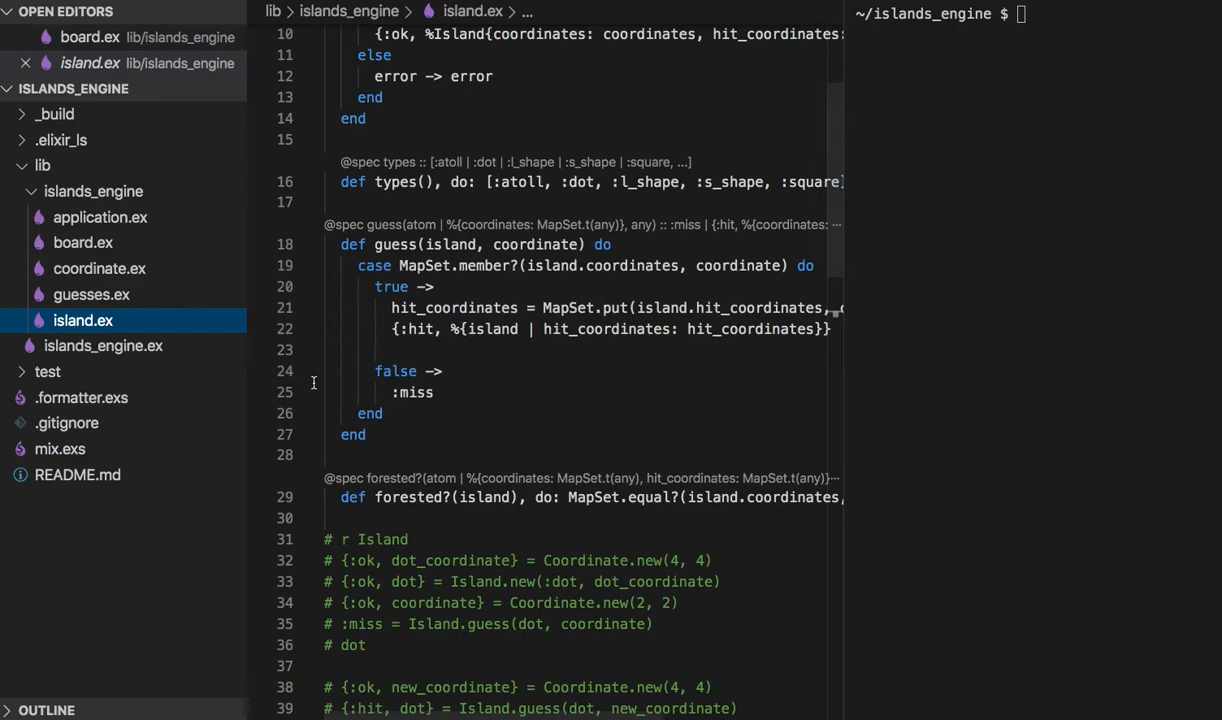 OPEN EDITORS
board.ex lib/islands_engine
island.ex lib/islands_engine
ISLANDS_ENGINE
_build
.elixir_ls
lib
islands_engine
application.ex
board.ex
coordinate.ex
guesses.ex
island.ex
islands_engine.ex
test
.formatter.exs
.gitignore
mix.exs
README.md
OUTLINE
lib > islands_engine > island.ex > ...
10 {:ok, %Island{coordinates: coordinates, hit_coordinates:
11 else
12 error -> error
13 end
14 end
15
@spec types :: [:atoll | :dot | :l_shape | :s_shape | :square, ...]
16 def types(), do: [:atoll, :dot, :l_shape, :s_shape, :square]
17
@spec guess(atom | %{coordinates: MapSet.t(any)}, any) :: :miss | {:hit, %{coordinates: ...
18 def guess(island, coordinate) do
19 case MapSet.member?(island.coordinates, coordinate) do
20 true ->
21 hit_coordinates = MapSet.put(island.hit_coordinates,
22 {:hit, %{island | hit_coordinates: hit_coordinates}}
23
24 false ->
25 :miss
26 end
27 end
28
@spec forested?(atom | %{coordinates: MapSet.t(any), hit_coordinates: MapSet.t(any)}...
29 def forested?(island), do: MapSet.equal?(island.coordinates,
30
31 # r Island
32 # {:ok, dot_coordinate} = Coordinate.new(4, 4)
33 # {:ok, dot} = Island.new(:dot, dot_coordinate)
34 # {:ok, coordinate} = Coordinate.new(2, 2)
35 # :miss = Island.guess(dot, coordinate)
36 # dot
37
38 # {:ok, new_coordinate} = Coordinate.new(4, 4)
39 # {:hit, dot} = Island.guess(dot, new_coordinate)
~/islands_engine $